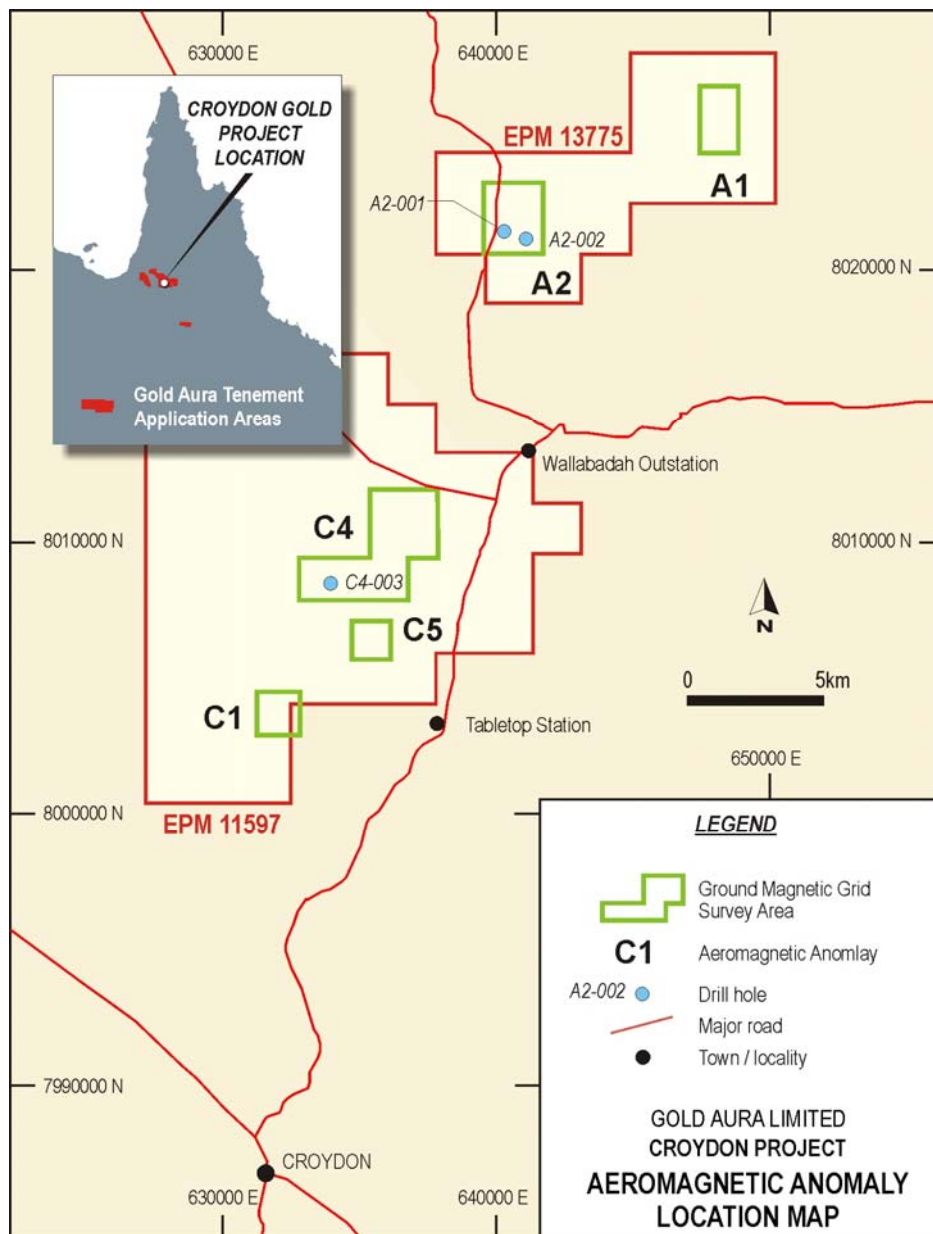 630000 E
640000 E
CROYDON GOLD
PROJECT
LOCATION
Gold Aura Tenement
Application Areas
EPM 13775
A1
A2-001
A2-002
A2
8020000 N
8020000 N
Wallabadah Outstation
C4
8010000 N
8010000 N
C4-003
C5
N
C1
0
5km
Tabletop Station
650000 E
8000000 N
EPM 11597
LEGEND
Ground Magnetic Grid
Survey Area
C1
Aeromagnetic Anomlay
A2-002
Drill hole
Major road
Town / locality
7990000 N
CROYDON
630000 E
640000 E
GOLD AURA LIMITED
CROYDON PROJECT
AEROMAGNETIC ANOMALY
LOCATION MAP